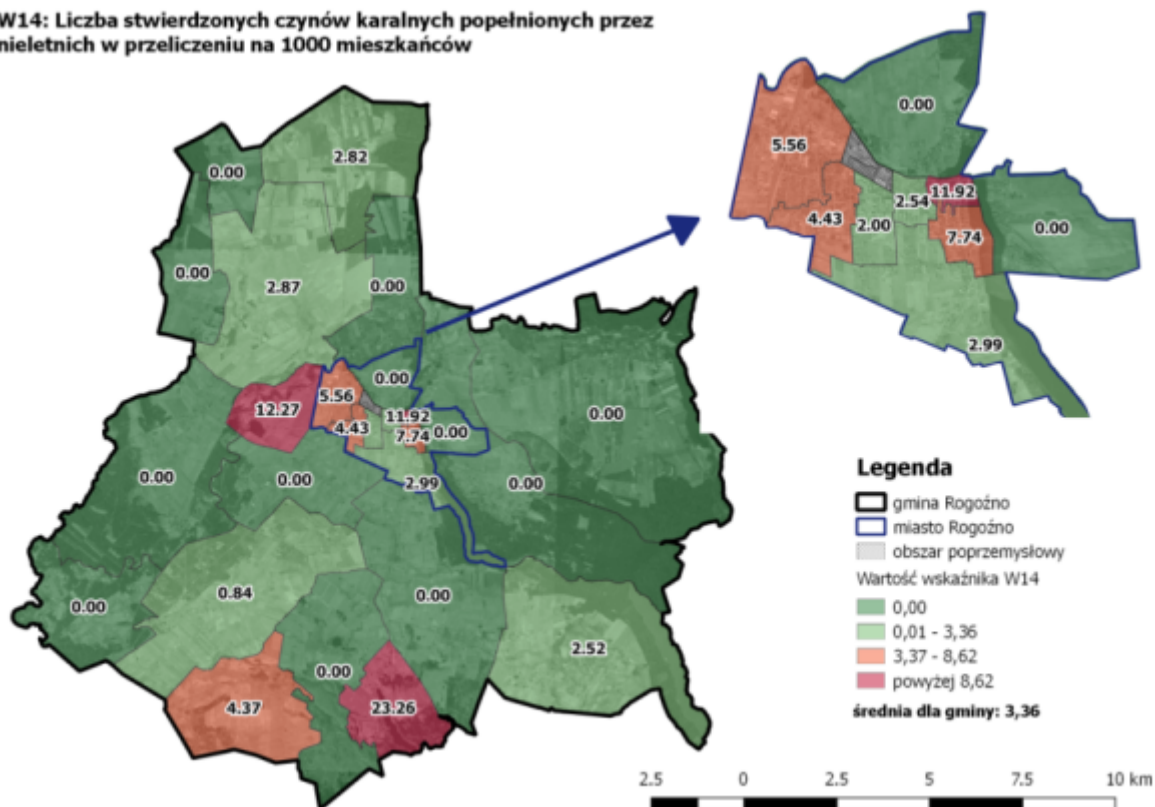 W14: Liczba stwierdzonych czynów karalnych popełnionych przez
nieletnich w przeliczeniu na 1000 mieszkańców
0.00
2.82
0.00
2.87
0.00
12.27
5.56
4.43
0.00
11.92
7.74
0.00
0.00
0.00
0.00
2.99
0.00
0.00
0.84
0.00
2.52
0.00
4.37
23.26
0.00
5.56
11.92
2.54
4.43
2.00
7.74
0.00
2.99
Legenda
gmina Rogoźno
miasto Rogoźno
obszar poprzemysłowy
Wartość wskaźnika W14
0,00
0,01 - 3,36
3,37 - 8,62
powyżej 8,62
średnia dla gminy: 3,36
2.5 0 2.5 5 7.5 10 km